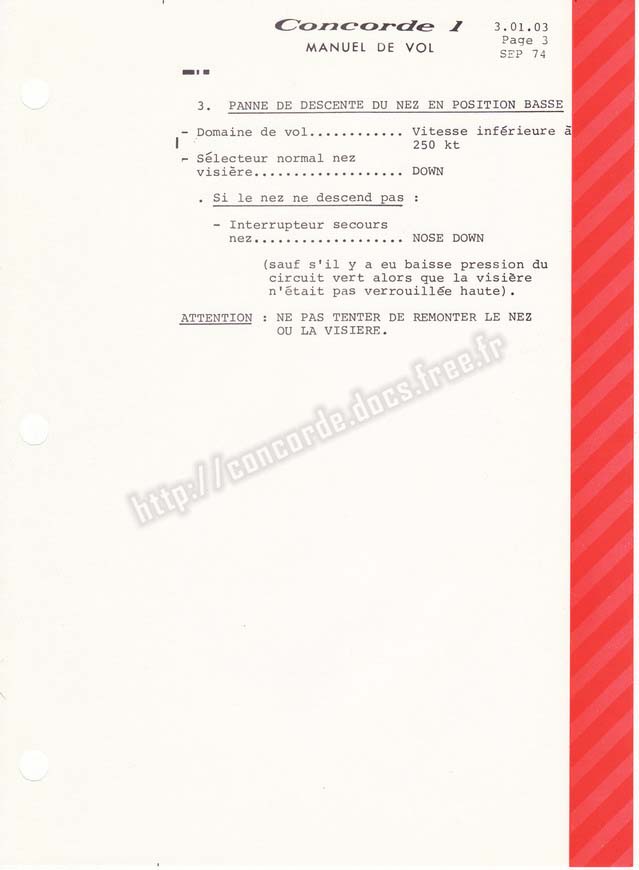 Concorde 1
3.01.03
MANUEL DE VOL
Page 3
SEP 74
3. PANNE DE DESCENTE DU NEZ EN POSITION BASSE
- Domaine de vol............ Vitesse inférieure à
250 kt
- Sélecteur normal nez
visière................... DOWN
. Si le nez ne descend pas :
- Interrupteur secours
nez................... NOSE DOWN
(sauf s'il y a eu baisse pression du
circuit vert alors que la visière
n'était pas verrouillée haute).
ATTENTION : NE PAS TENTER DE REMONTER LE NEZ
OU LA VISIERE.
http://concorde.docs.free.fr